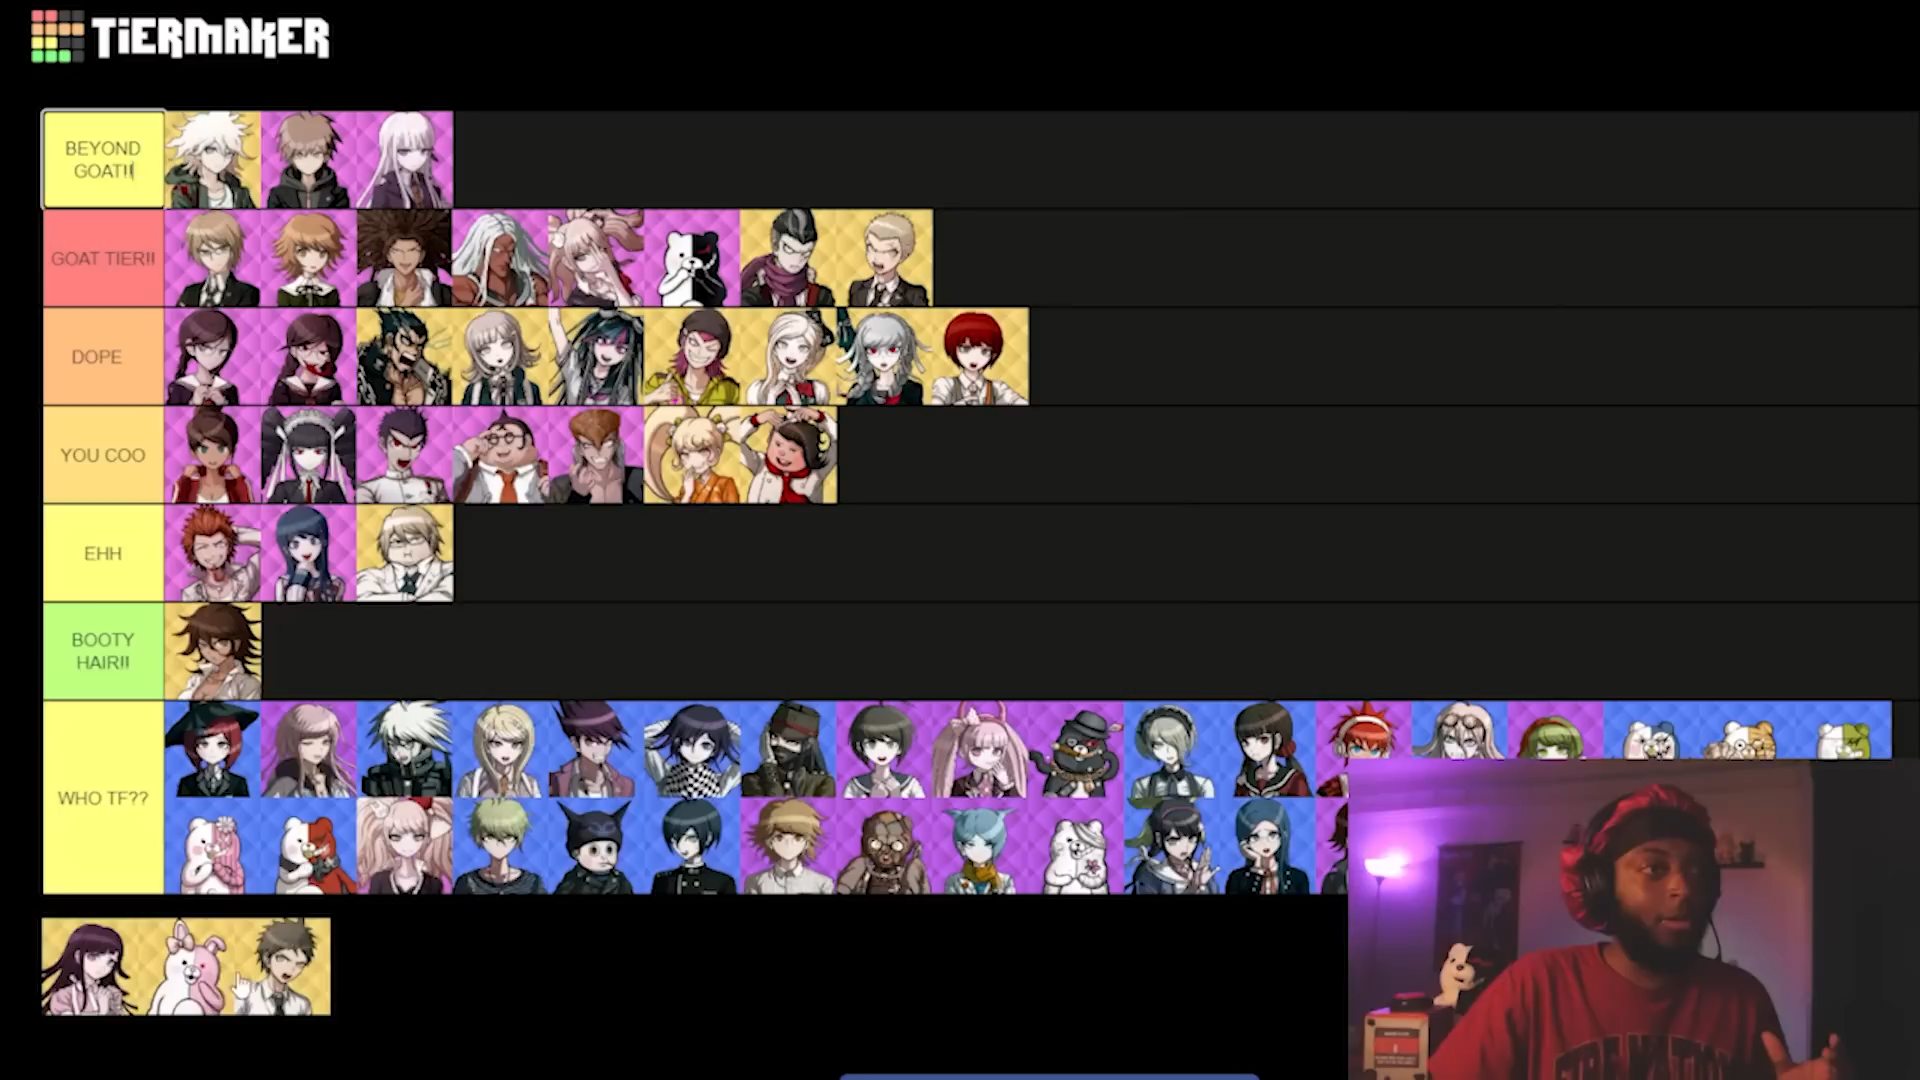 TiERMAKER
BEYOND
GOAT!!
GOAT TIER!!
DOPE
YOU COO
EHH
BOOTY
HAIR!!
WHO TF??